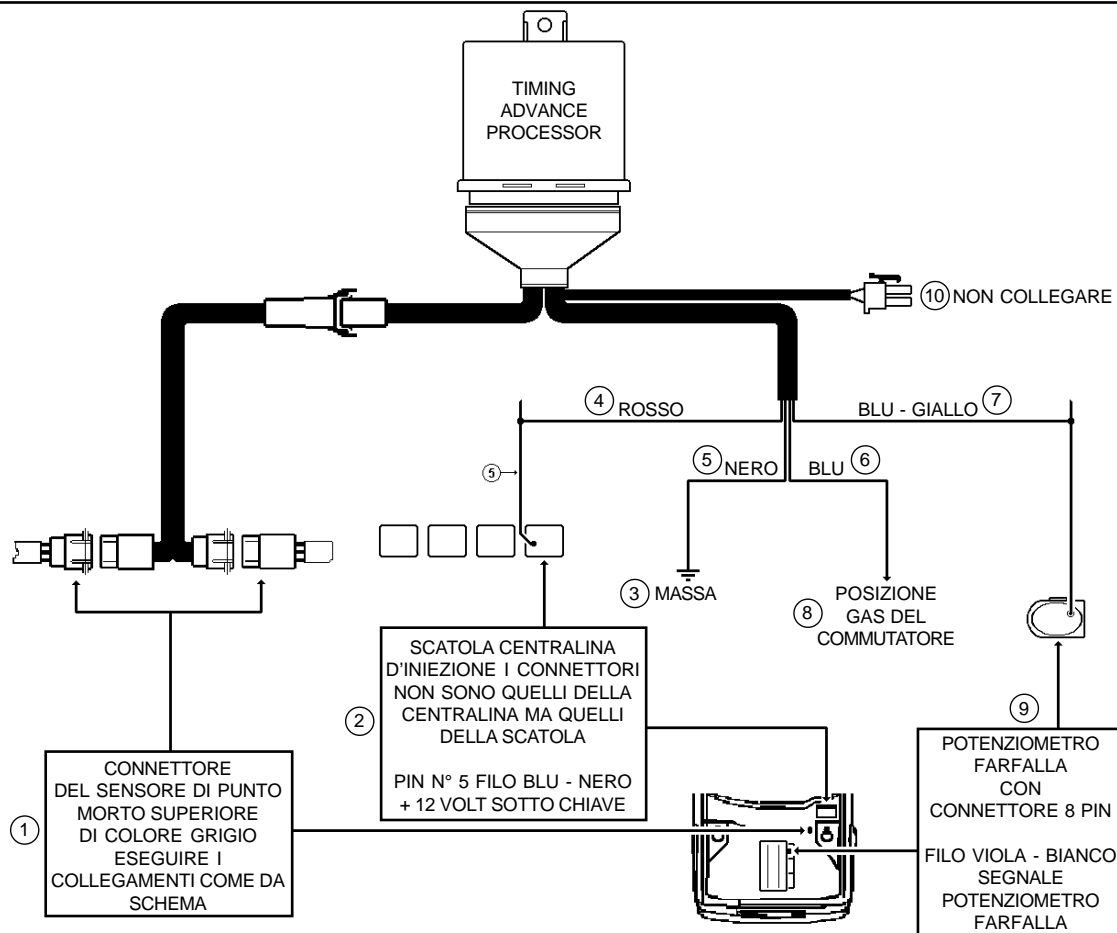 TIMING
ADVANCE
PROCESSOR
10 NON COLLEGARE
4 ROSSO
BLU - GIALLO 7
5 NERO
BLU 6
5
3 MASSA
8 POSIZIONE
GAS DEL
COMMUTATORE
2
SCATOLA CENTRALINA
D'INIEZIONE I CONNETTORI
NON SONO QUELLI DELLA
CENTRALINA MA QUELLI
DELLA SCATOLA
PIN N° 5 FILO BLU - NERO
+ 12 VOLT SOTTO CHIAVE
9
POTENZIOMETRO
FARFALLA
CON
CONNETTORE 8 PIN
FILO VIOLA - BIANCO
SEGNALE
POTENZIOMETRO
FARFALLA
1
CONNETTORE
DEL SENSORE DI PUNTO
MORTO SUPERIORE
DI COLORE GRIGIO
ESEGUIRE I
COLLEGAMENTI COME DA
SCHEMA